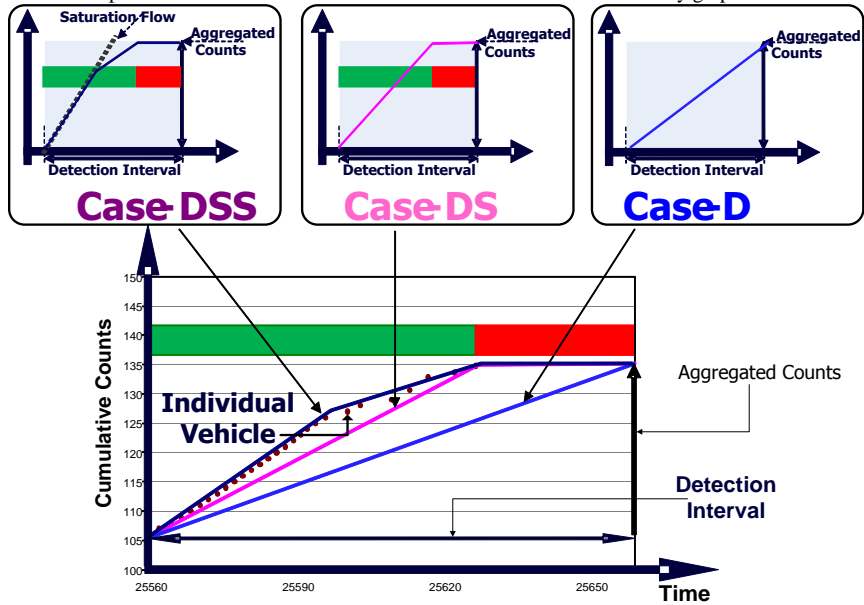 Saturation Flow
Aggregated
Counts
Detection Interval
Case-DSS
Aggregated
Counts
Detection Interval
Case-DS
Aggregated
Counts
Detection Interval
Case-D
150
145
140
135
130
125
120
115
110
105
100
Cumulative Counts
Individual
Vehicle
Aggregated Counts
Detection
Interval
25560
25590
25620
25650
Time